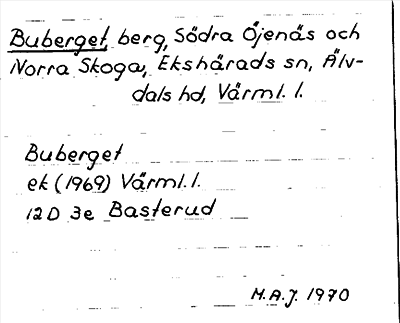 Buberget, berg, Södra Öjenäs och
Norra Skoga, Ekshärads sn, Älv-
dals hd, Värml. l.
Buberget
ek (1969) Värml. l.
12D 3e Basterud
M.A.J. 1970